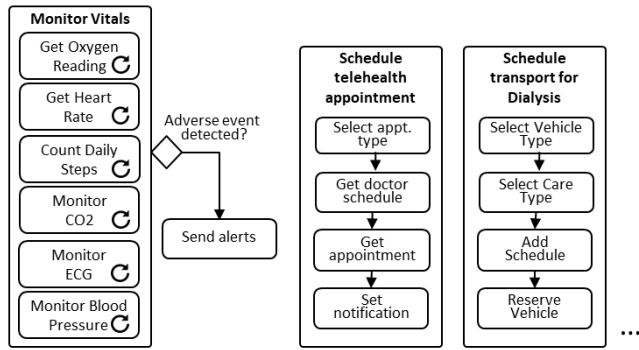 Monitor Vitals
Get Oxygen
Reading
Get Heart
Rate
Count Daily
Steps
Monitor
CO2
Monitor
ECG
Monitor Blood
Pressure
Adverse event
detected?
Send alerts
Schedule
telehealth
appointment
Select appt.
type
Get doctor
schedule
Get
appointment
Set
notification
Schedule
transport for
Dialysis
Select Vehicle
Type
Select Care
Type
Add
Schedule
Reserve
Vehicle
...